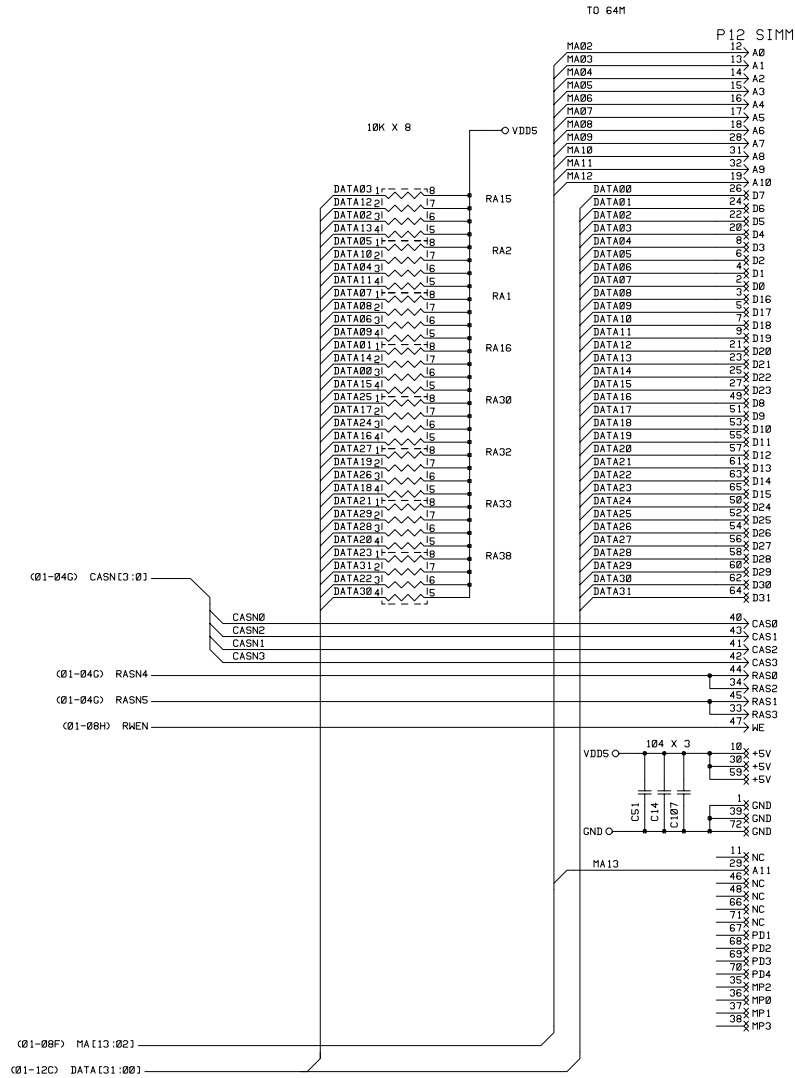 TO 64M
P12 SIMM
MA02 12 A0
MA03 13 A1
MA04 14 A2
MA05 15 A3
MA06 16 A4
MA07 17 A5
MA08 18 A6
MA09 28 A7
MA10 31 A8
MA11 32 A9
MA12 19 A10
10K X 8
VDD5
DATA03 1 8
DATA12 2 7
DATA02 3 6
DATA13 4 5
RA15
DATA05 1 8
DATA10 2 7
DATA04 3 6
DATA11 4 5
RA2
DATA07 1 8
DATA08 2 7
DATA06 3 6
DATA09 4 5
RA1
DATA01 1 8
DATA14 2 7
DATA00 3 6
DATA15 4 5
RA16
DATA25 1 8
DATA17 2 7
DATA24 3 6
DATA16 4 5
RA30
DATA27 1 8
DATA19 2 7
DATA26 3 6
DATA18 4 5
RA32
DATA21 1 8
DATA29 2 7
DATA28 3 6
DATA20 4 5
RA33
DATA23 1 8
DATA31 2 7
DATA22 3 6
DATA30 4 5
RA38
DATA00 26 D7
DATA01 24 D6
DATA02 22 D5
DATA03 20 D4
DATA04 8 D3
DATA05 6 D2
DATA06 4 D1
DATA07 2 D0
DATA08 3 D16
DATA09 5 D17
DATA10 7 D18
DATA11 9 D19
DATA12 21 D20
DATA13 23 D21
DATA14 25 D22
DATA15 27 D23
DATA16 49 D8
DATA17 51 D9
DATA18 53 D10
DATA19 55 D11
DATA20 57 D12
DATA21 61 D13
DATA22 63 D14
DATA23 65 D15
DATA24 50 D24
DATA25 52 D25
DATA26 54 D26
DATA27 56 D27
DATA28 58 D28
DATA29 60 D29
DATA30 62 D30
DATA31 64 D31
(01-04G) CASN[3:0]
CASN0 40 CAS0
CASN2 43 CAS1
CASN1 41 CAS2
CASN3 42 CAS3
(01-04G) RASN4 44 RAS0
34 RAS2
(01-04G) RASN5 45 RAS1
33 RAS3
(01-08H) RWEN 47 WE
VDD5 104 X 3 10 +5V
30 +5V
59 +5V
C51 C14 C107
1 GND
39 GND
GND 72 GND
11 NC
MA13 29 A11
46 NC
48 NC
66 NC
71 NC
67 PD1
68 PD2
69 PD3
70 PD4
35 MP2
36 MP0
37 MP1
38 MP3
(01-08F) MA[13:02]
(01-12C) DATA[31:00]